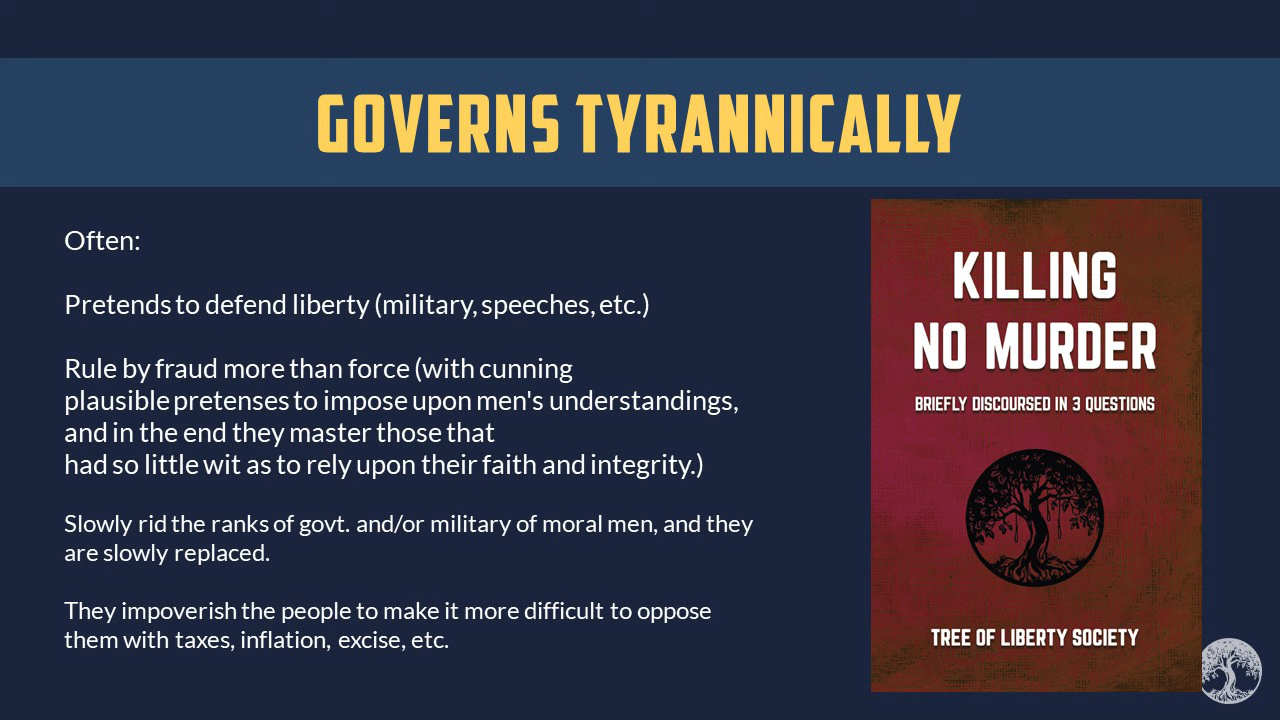 GOVERNS TYRANNICALLY
Often:
Pretends to defend liberty (military, speeches, etc.)
Rule by fraud more than force (with cunning
plausible pretenses to impose upon men's understandings,
and in the end they master those that
had so little wit as to rely upon their faith and integrity.)
Slowly rid the ranks of govt. and/or military of moral men, and they
are slowly replaced.
They impoverish the people to make it more difficult to oppose
them with taxes, inflation, excise, etc.
KILLING
NO MURDER
BRIEFLY DISCOURSED IN 3 QUESTIONS
TREE OF LIBERTY SOCIETY